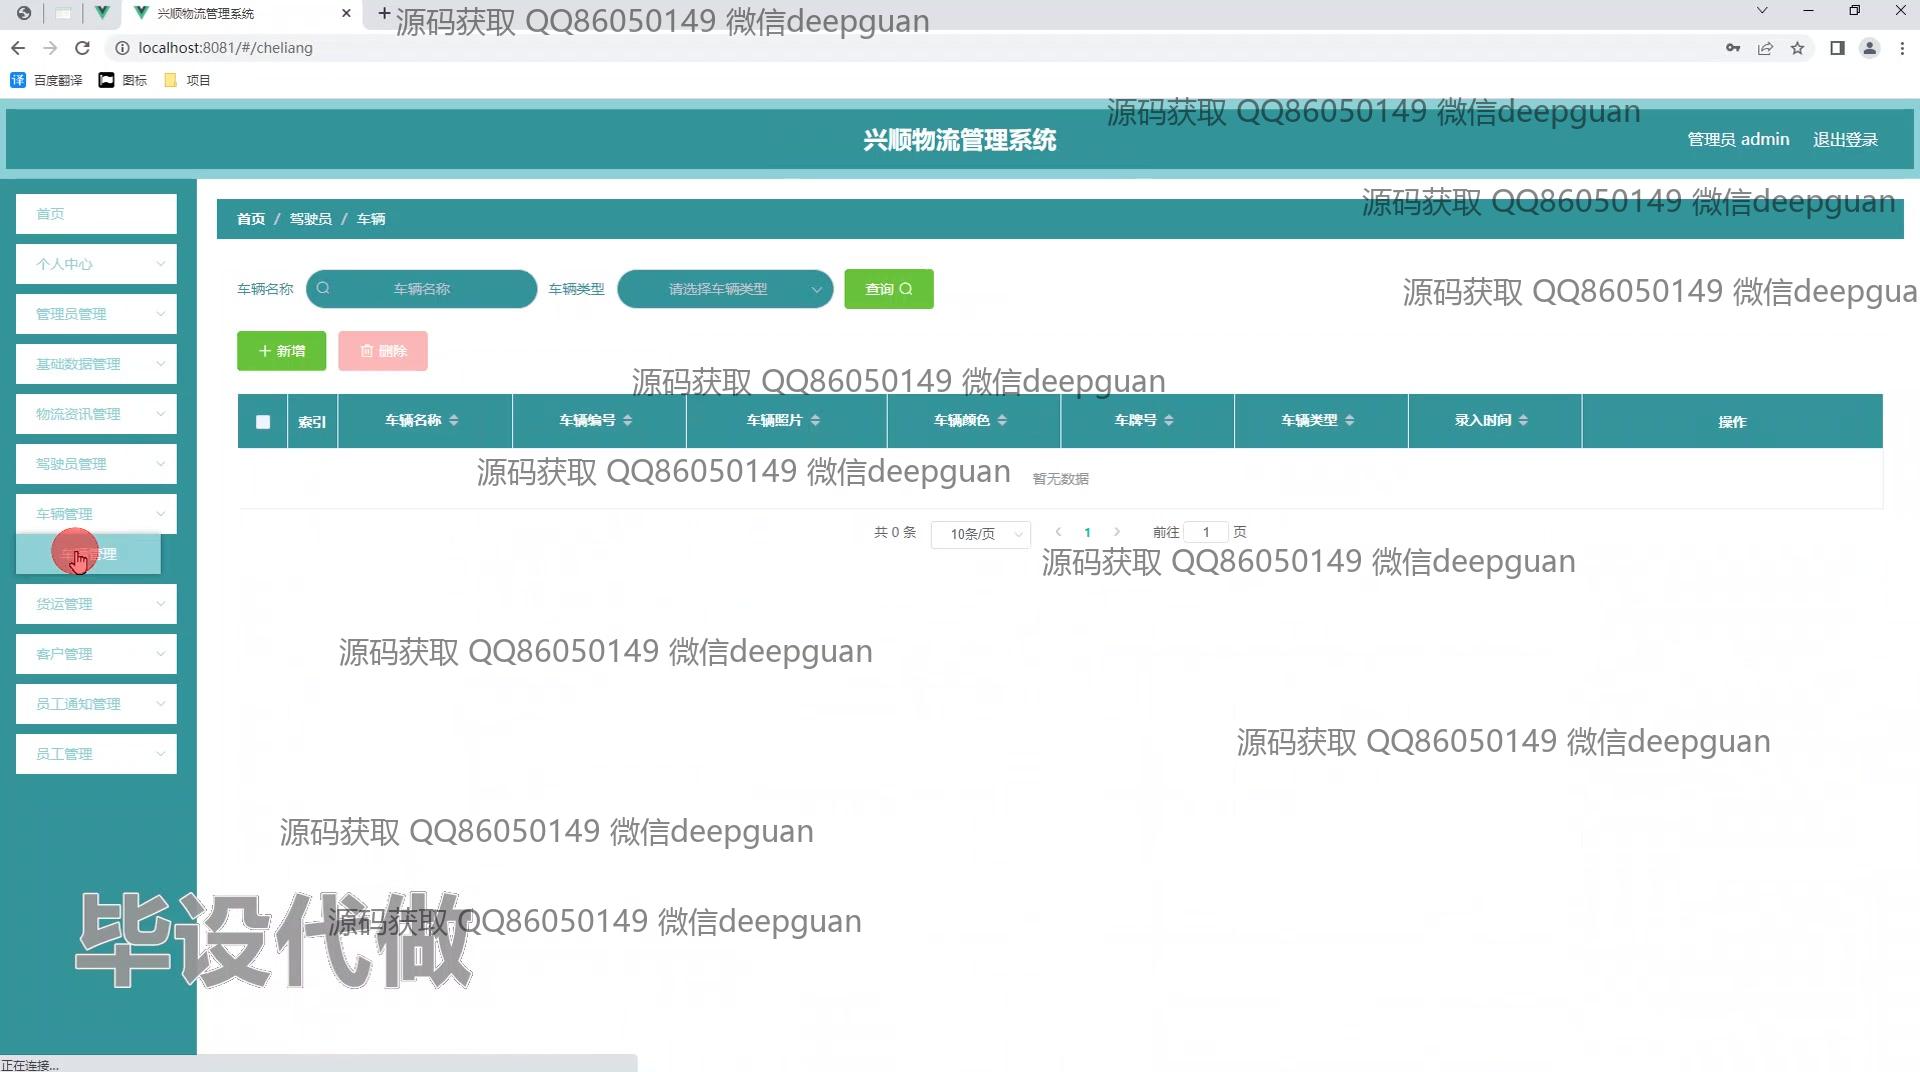 兴顺物流管理系统
源码获取 QQ86050149 微信deepguan
localhost:8081/#/cheliang
译 百度翻译 图标 项目
源码获取 QQ86050149 微信deepguan
兴顺物流管理系统
管理员 admin 退出登录
源码获取 QQ86050149 微信deepguan
首页
首页 / 驾驶员 / 车辆
个人中心
车辆名称 车辆名称 车辆类型 请选择车辆类型 查询
源码获取 QQ86050149 微信deepgua
管理员管理
新增 删除
基础数据管理
源码获取 QQ86050149 微信deepguan
物流资讯管理
索引 车辆名称 车辆编号 车辆照片 车辆颜色 车牌号 车辆类型 录入时间 操作
驾驶员管理
源码获取 QQ86050149 微信deepguan
暂无数据
车辆管理
共 0 条 10条/页 1 前往 1 页
管理
源码获取 QQ86050149 微信deepguan
货运管理
客户管理
源码获取 QQ86050149 微信deepguan
员工通知管理
员工管理
源码获取 QQ86050149 微信deepguan
源码获取 QQ86050149 微信deepguan
毕设代做
源码获取 QQ86050149 微信deepguan
正在连接...